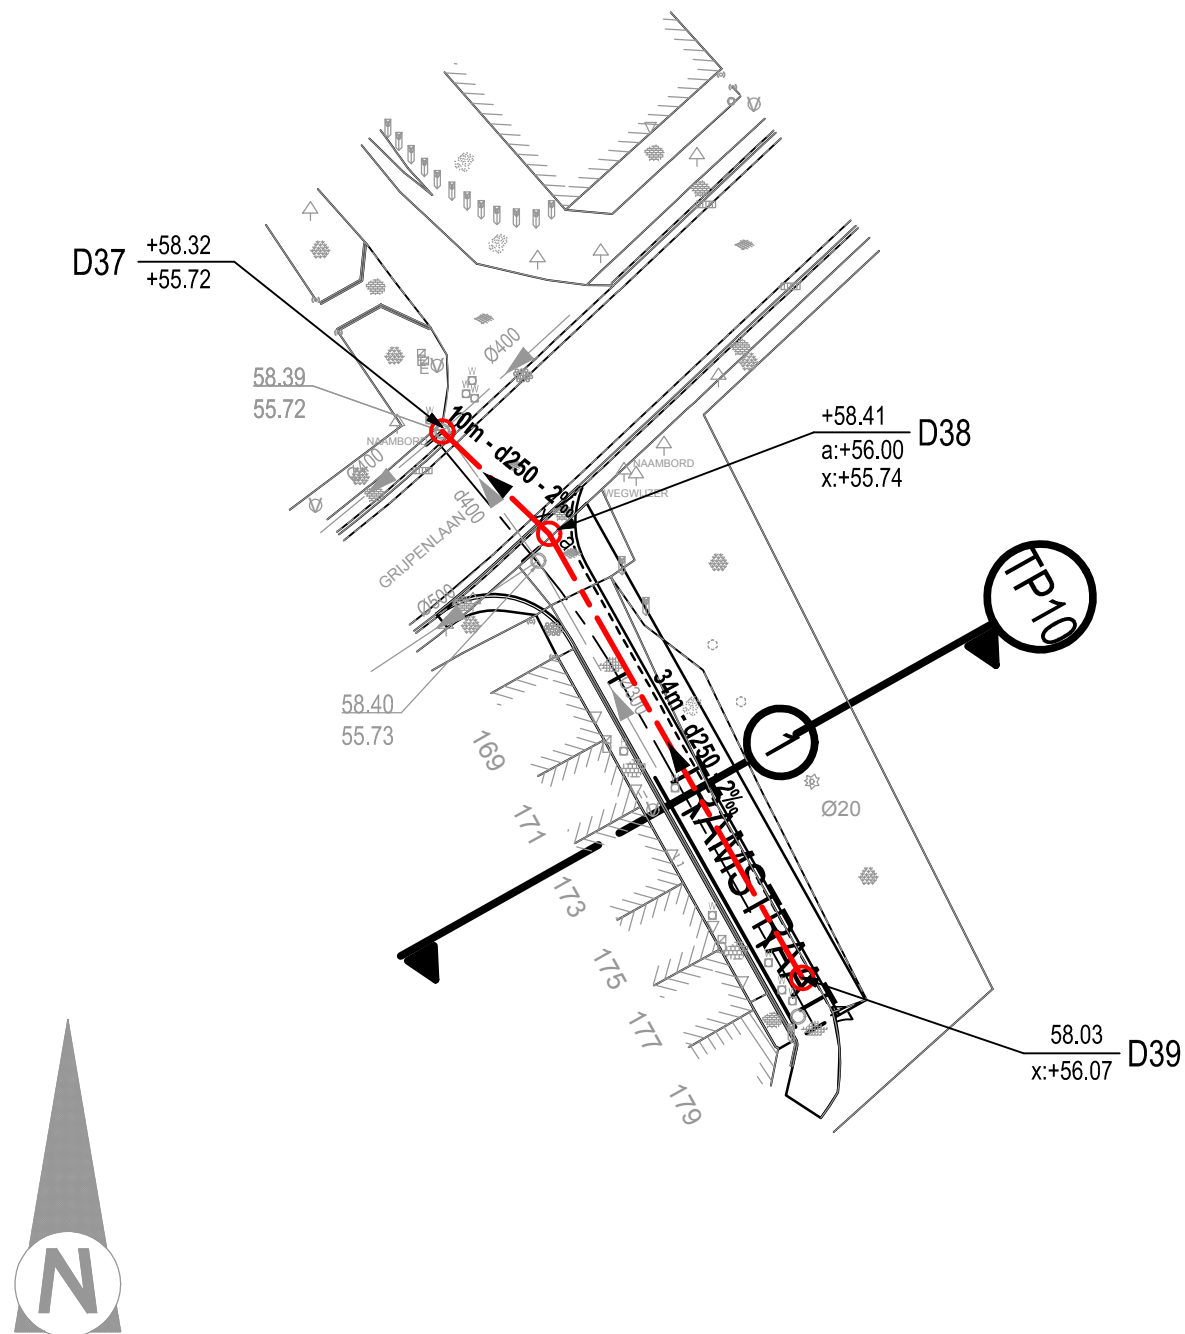 D37
+58.32
+55.72
58.39
55.72
Ø400
10m - d250 - 2‰
+58.41
a:+56.00
x:+55.74
D38
NAAMBORD
NAAMBORD
WEGWIJZER
Ø400
d400
GRIJPENLAAN
x
a
Ø500
TP10
58.40
55.73
Ø300
34m - d250 - 2‰
1
Ø20
TRAMSTRAAT
169
171
173
175
177
179
58.03
x:+56.07
D39
N